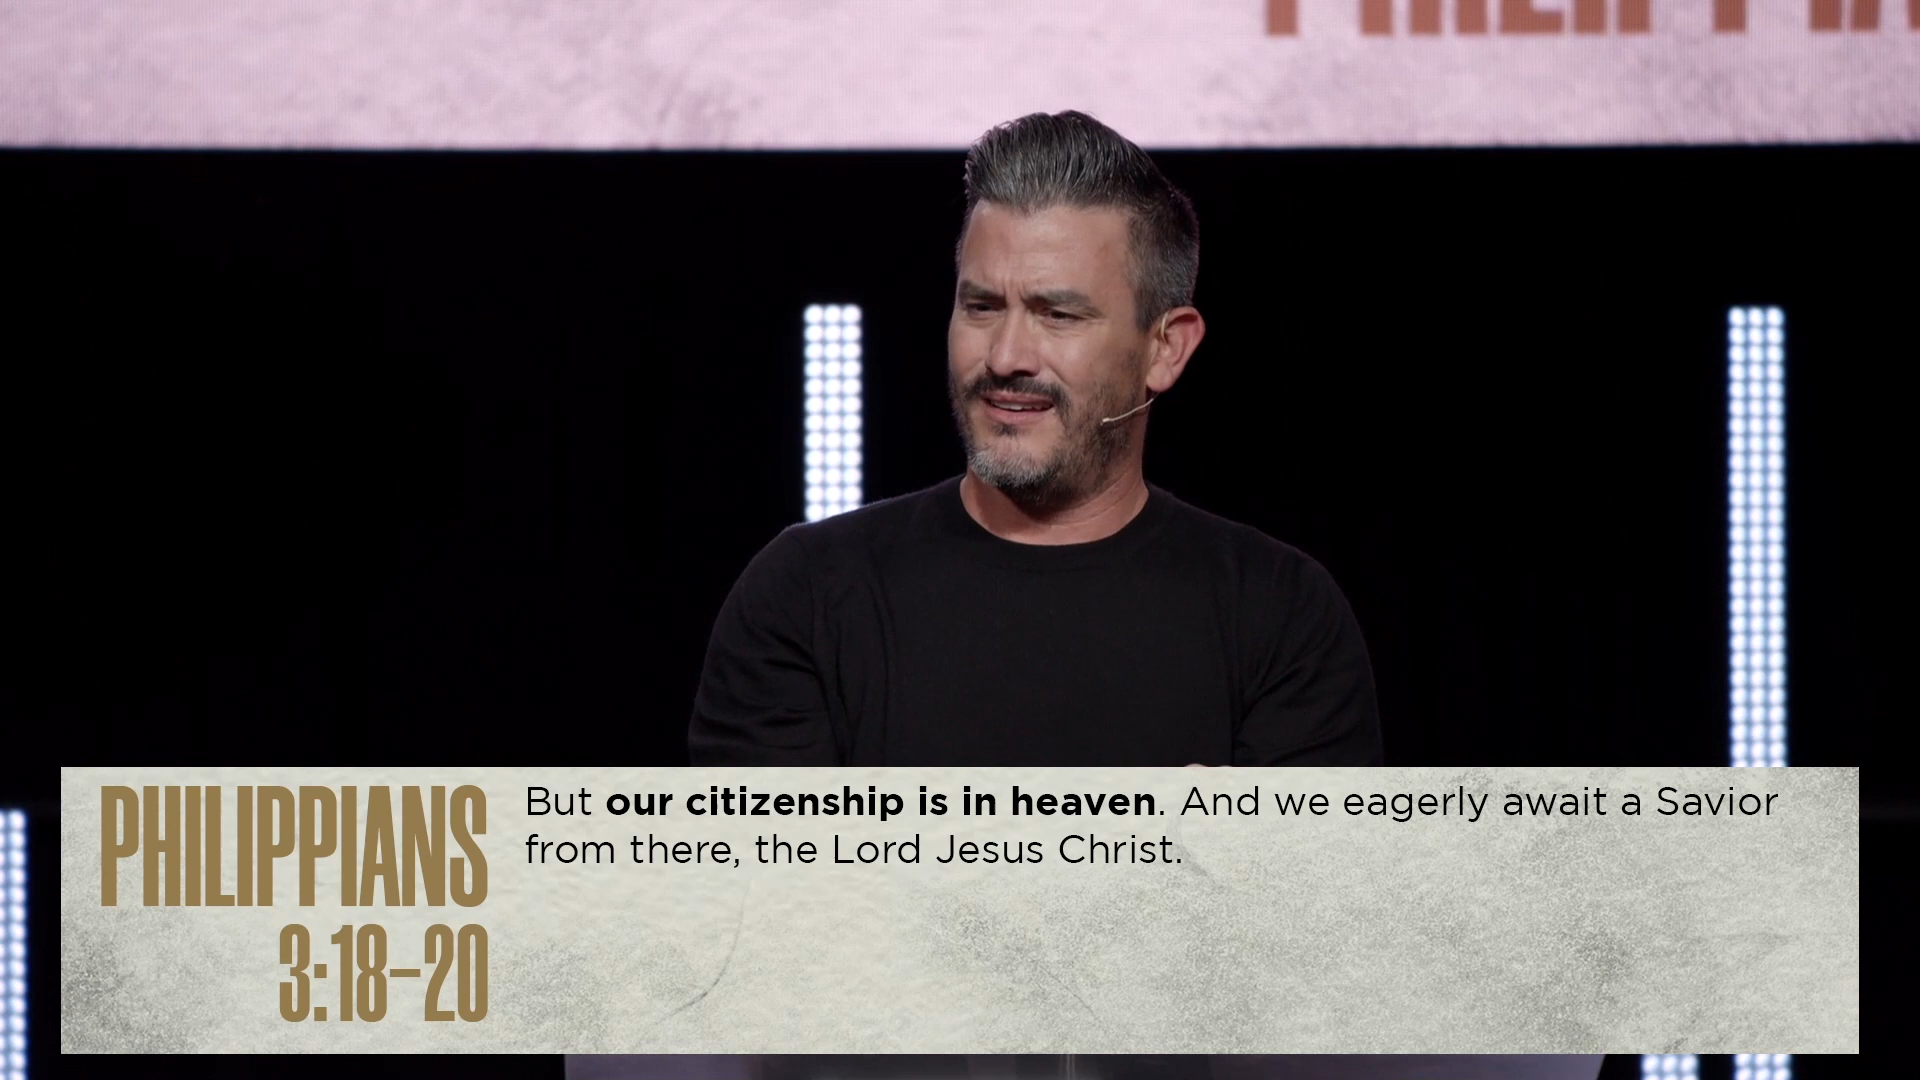 PHILIPPIANS
3:18–20
But our citizenship is in heaven. And we eagerly await a Savior
from there, the Lord Jesus Christ.